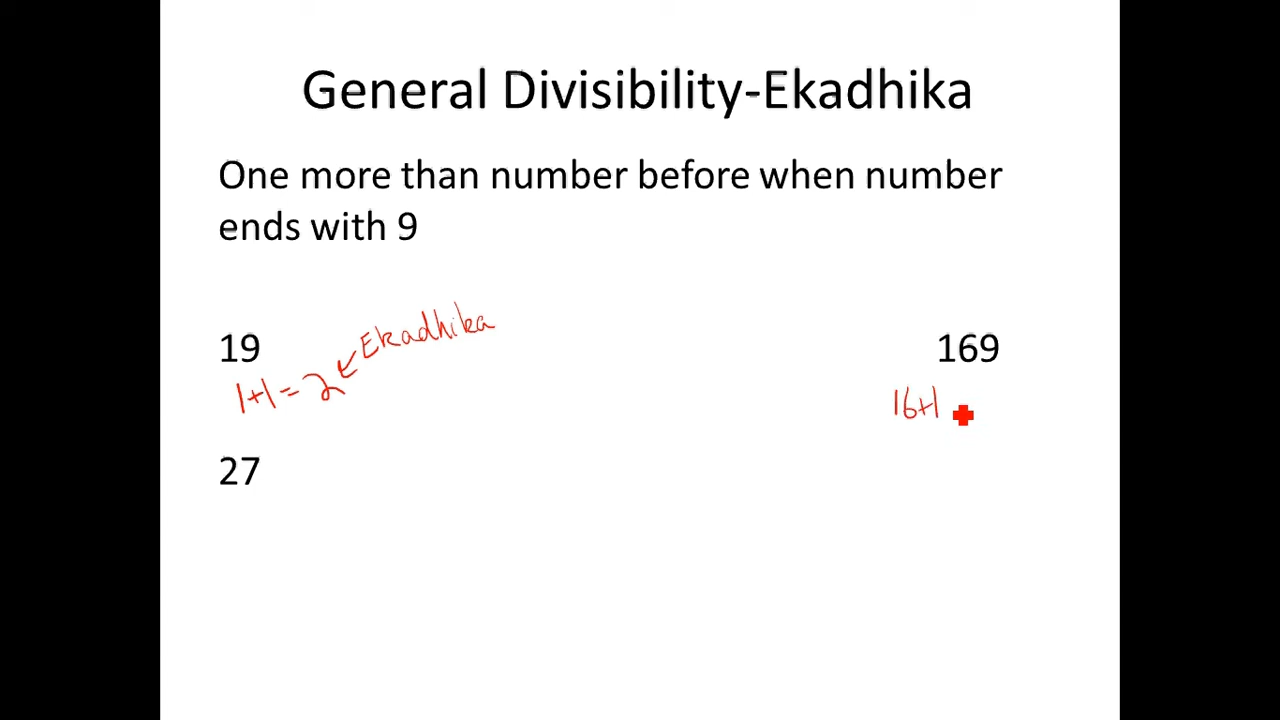 General Divisibility-Ekadhika
One more than number before when number
ends with 9
Ekadhika
19
169
1+1=2
16+1
27